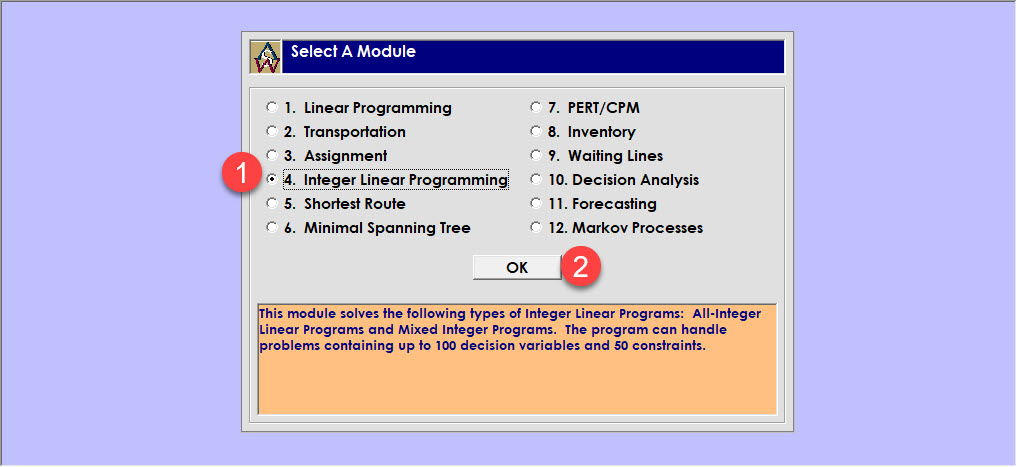 Select A Module
1. Linear Programming
2. Transportation
3. Assignment
4. Integer Linear Programming
5. Shortest Route
6. Minimal Spanning Tree
7. PERT/CPM
8. Inventory
9. Waiting Lines
10. Decision Analysis
11. Forecasting
12. Markov Processes
1
OK
2
This module solves the following types of Integer Linear Programs: All-Integer
Linear Programs and Mixed Integer Programs. The program can handle
problems containing up to 100 decision variables and 50 constraints.